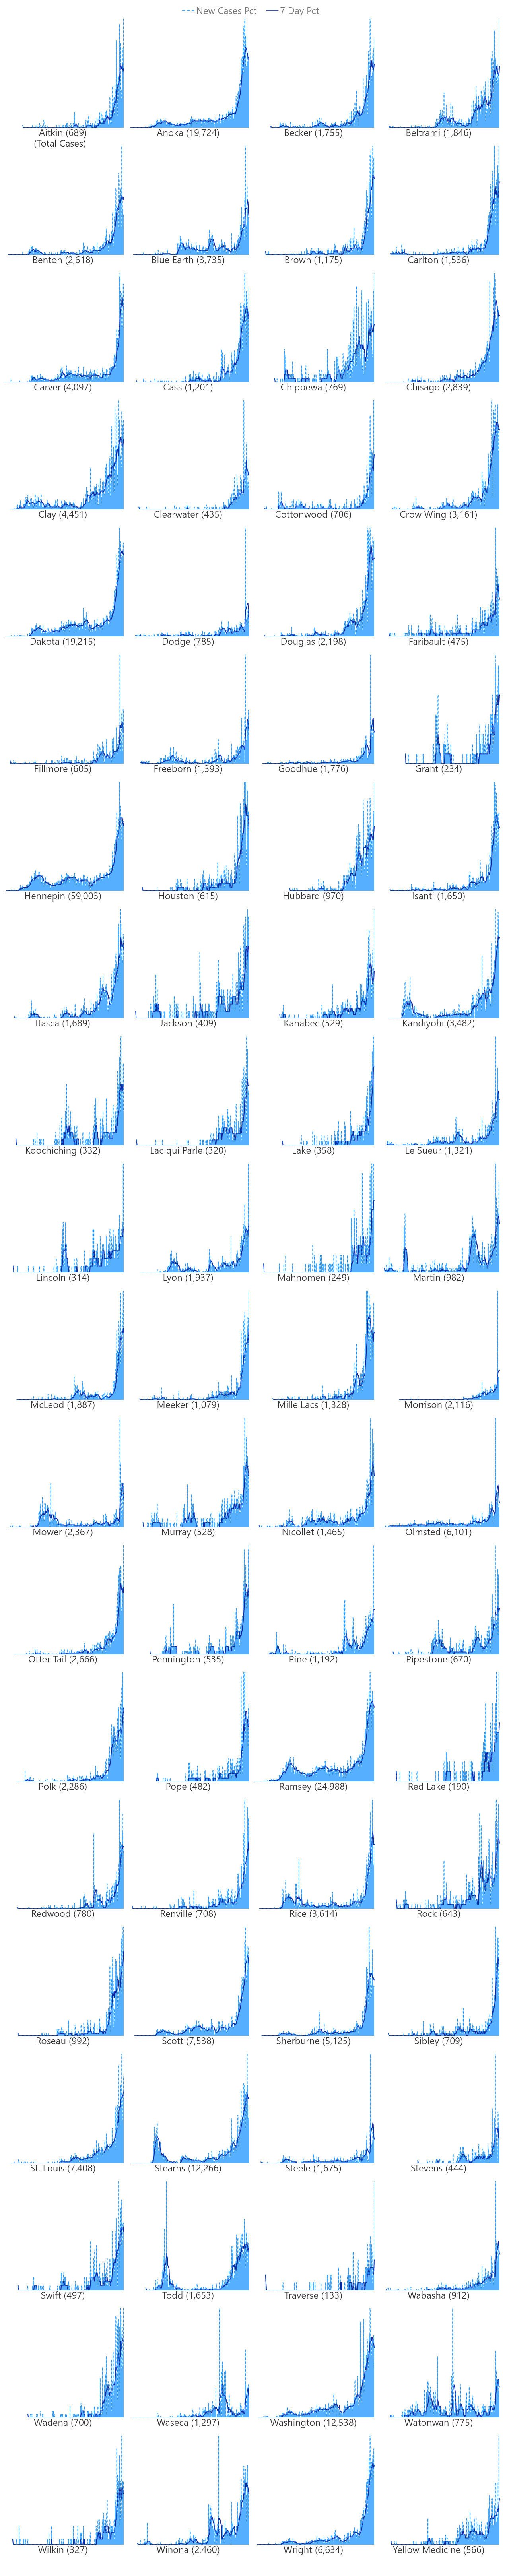 New Cases Pct 7 Day Pct
Aitkin (689) Anoka (19,724) Becker (1,755) Beltrami (1,846)
(Total Cases)
Benton (2,618) Blue Earth (3,735) Brown (1,175) Carlton (1,536)
Carver (4,097) Cass (1,201) Chippewa (769) Chisago (2,839)
Clay (4,451) Clearwater (435) Cottonwood (706) Crow Wing (3,161)
Dakota (19,215) Dodge (785) Douglas (2,198) Faribault (475)
Fillmore (605) Freeborn (1,393) Goodhue (1,776) Grant (234)
Hennepin (59,003) Houston (615) Hubbard (970) Isanti (1,650)
Itasca (1,689) Jackson (409) Kanabec (529) Kandiyohi (3,482)
Koochiching (332) Lac qui Parle (320) Lake (358) Le Sueur (1,321)
Lincoln (314) Lyon (1,937) Mahnomen (249) Martin (982)
McLeod (1,887) Meeker (1,079) Mille Lacs (1,328) Morrison (2,116)
Mower (2,367) Murray (528) Nicollet (1,465) Olmsted (6,101)
Otter Tail (2,666) Pennington (535) Pine (1,192) Pipestone (670)
Polk (2,286) Pope (482) Ramsey (24,988) Red Lake (190)
Redwood (780) Renville (708) Rice (3,614) Rock (643)
Roseau (992) Scott (7,538) Sherburne (5,125) Sibley (709)
St. Louis (7,408) Stearns (12,266) Steele (1,675) Stevens (444)
Swift (497) Todd (1,653) Traverse (133) Wabasha (912)
Wadena (700) Waseca (1,297) Washington (12,538) Watonwan (775)
Wilkin (327) Winona (2,460) Wright (6,634) Yellow Medicine (566)